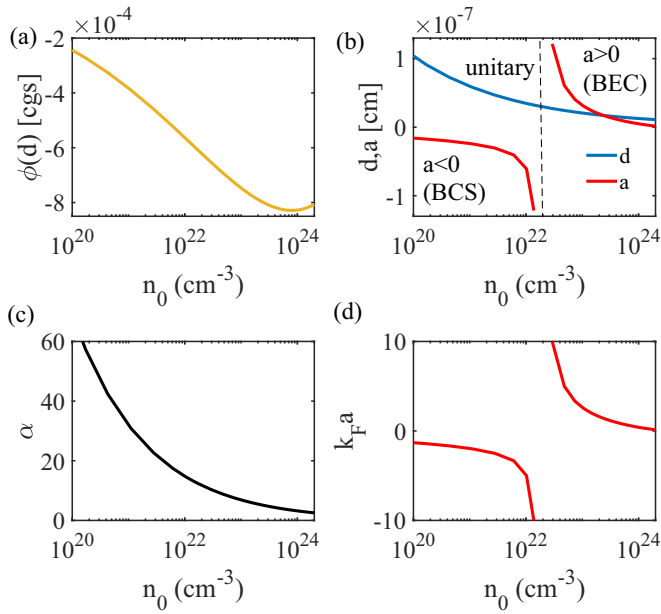 (a)
×10⁻⁴
-2
-4
-6
-8
ϕ(d) [cgs]
10²⁰
10²²
10²⁴
n₀ (cm⁻³)
(b)
×10⁻⁷
1
0
-1
d,a [cm]
unitary
a>0
(BEC)
a<0
(BCS)
d
a
10²⁰
10²²
10²⁴
n₀ (cm⁻³)
(c)
60
40
20
0
α
10²⁰
10²²
10²⁴
n₀ (cm⁻³)
(d)
10
0
-10
k_F a
10²⁰
10²²
10²⁴
n₀ (cm⁻³)